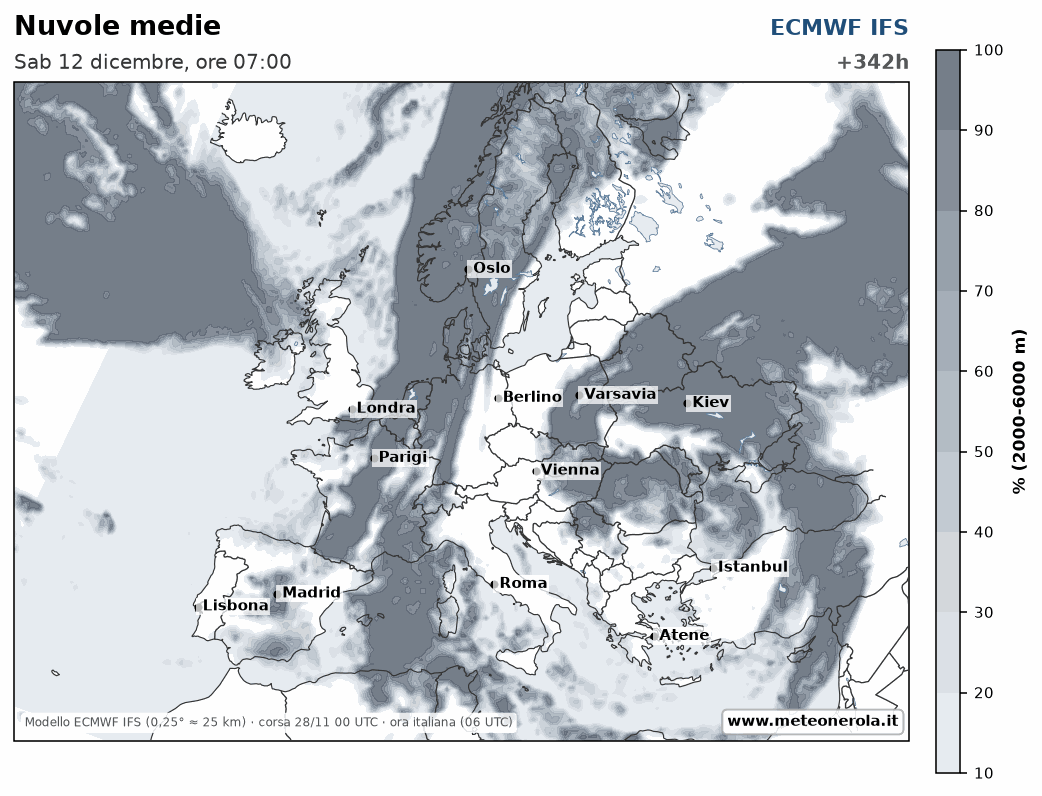 Nuvole medie
ECMWF IFS
Sab 12 dicembre, ore 07:00
+342h
100
90
80
70
60
50
40
30
20
10
% (2000-6000 m)
Oslo
Berlino
Varsavia
Kiev
Londra
Parigi
Vienna
Istanbul
Roma
Madrid
Lisbona
Atene
Modello ECMWF IFS (0,25° ≈ 25 km) · corsa 28/11 00 UTC · ora italiana (06 UTC)
www.meteonerola.it